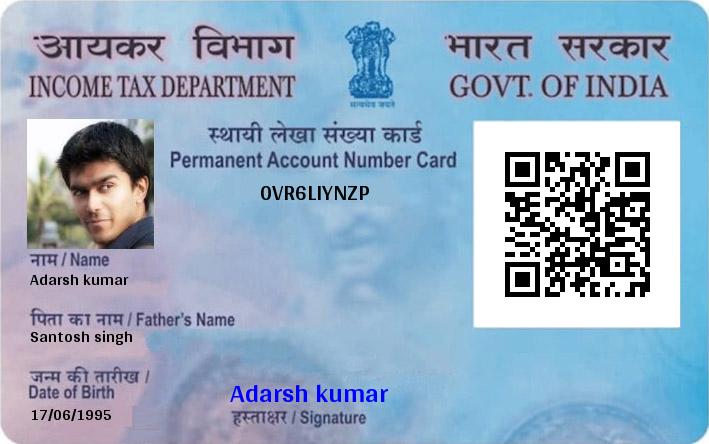 आयकर विभाग
भारत सरकार
INCOME TAX DEPARTMENT
GOVT. OF INDIA
सत्यमेव जयते
स्थायी लेखा संख्या कार्ड
Permanent Account Number Card
0VR6LIYNZP
नाम / Name
Adarsh kumar
पिता का नाम / Father's Name
Santosh singh
जन्म की तारीख /
Date of Birth
17/06/1995
Adarsh kumar
हस्ताक्षर / Signature